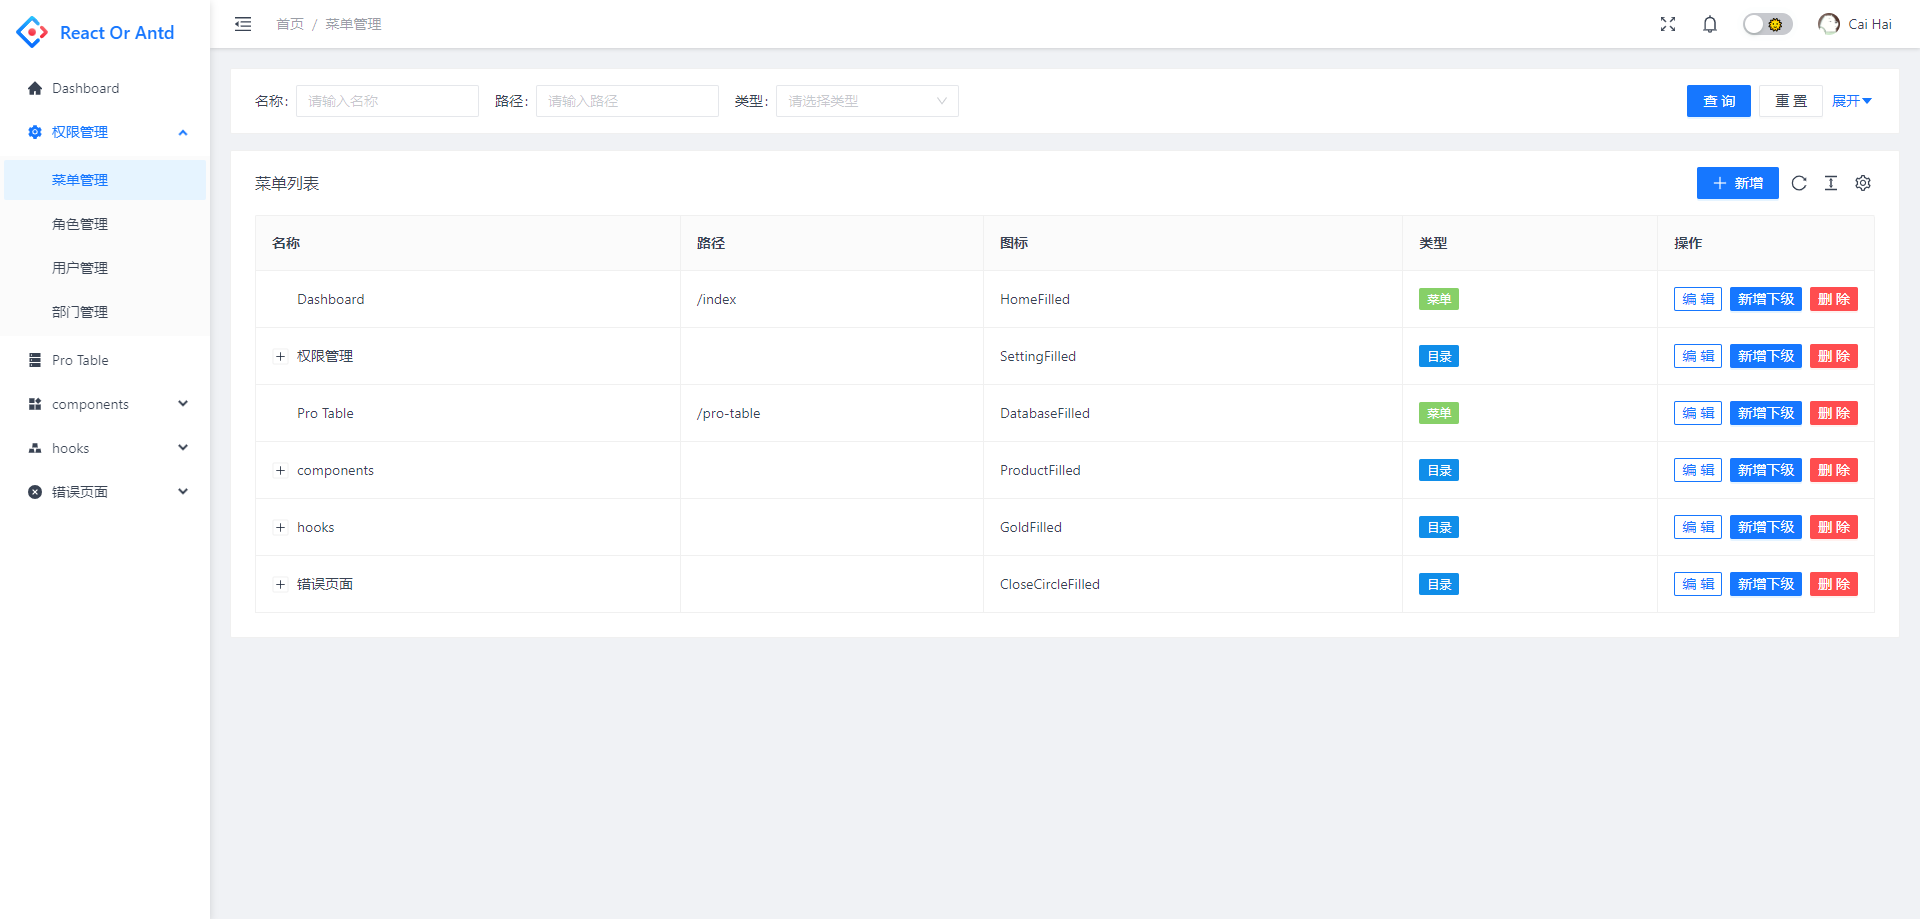 React Or Antd
首页 / 菜单管理
Cai Hai
Dashboard
权限管理
菜单管理
角色管理
用户管理
部门管理
Pro Table
components
hooks
错误页面
名称: 请输入名称 路径: 请输入路径 类型: 请选择类型 查 询 重 置 展开
菜单列表 新增
名称 路径 图标 类型 操作
Dashboard /index HomeFilled 菜单 编 辑 新增下级 删 除
权限管理 SettingFilled 目录 编 辑 新增下级 删 除
Pro Table /pro-table DatabaseFilled 菜单 编 辑 新增下级 删 除
components ProductFilled 目录 编 辑 新增下级 删 除
hooks GoldFilled 目录 编 辑 新增下级 删 除
错误页面 CloseCircleFilled 目录 编 辑 新增下级 删 除